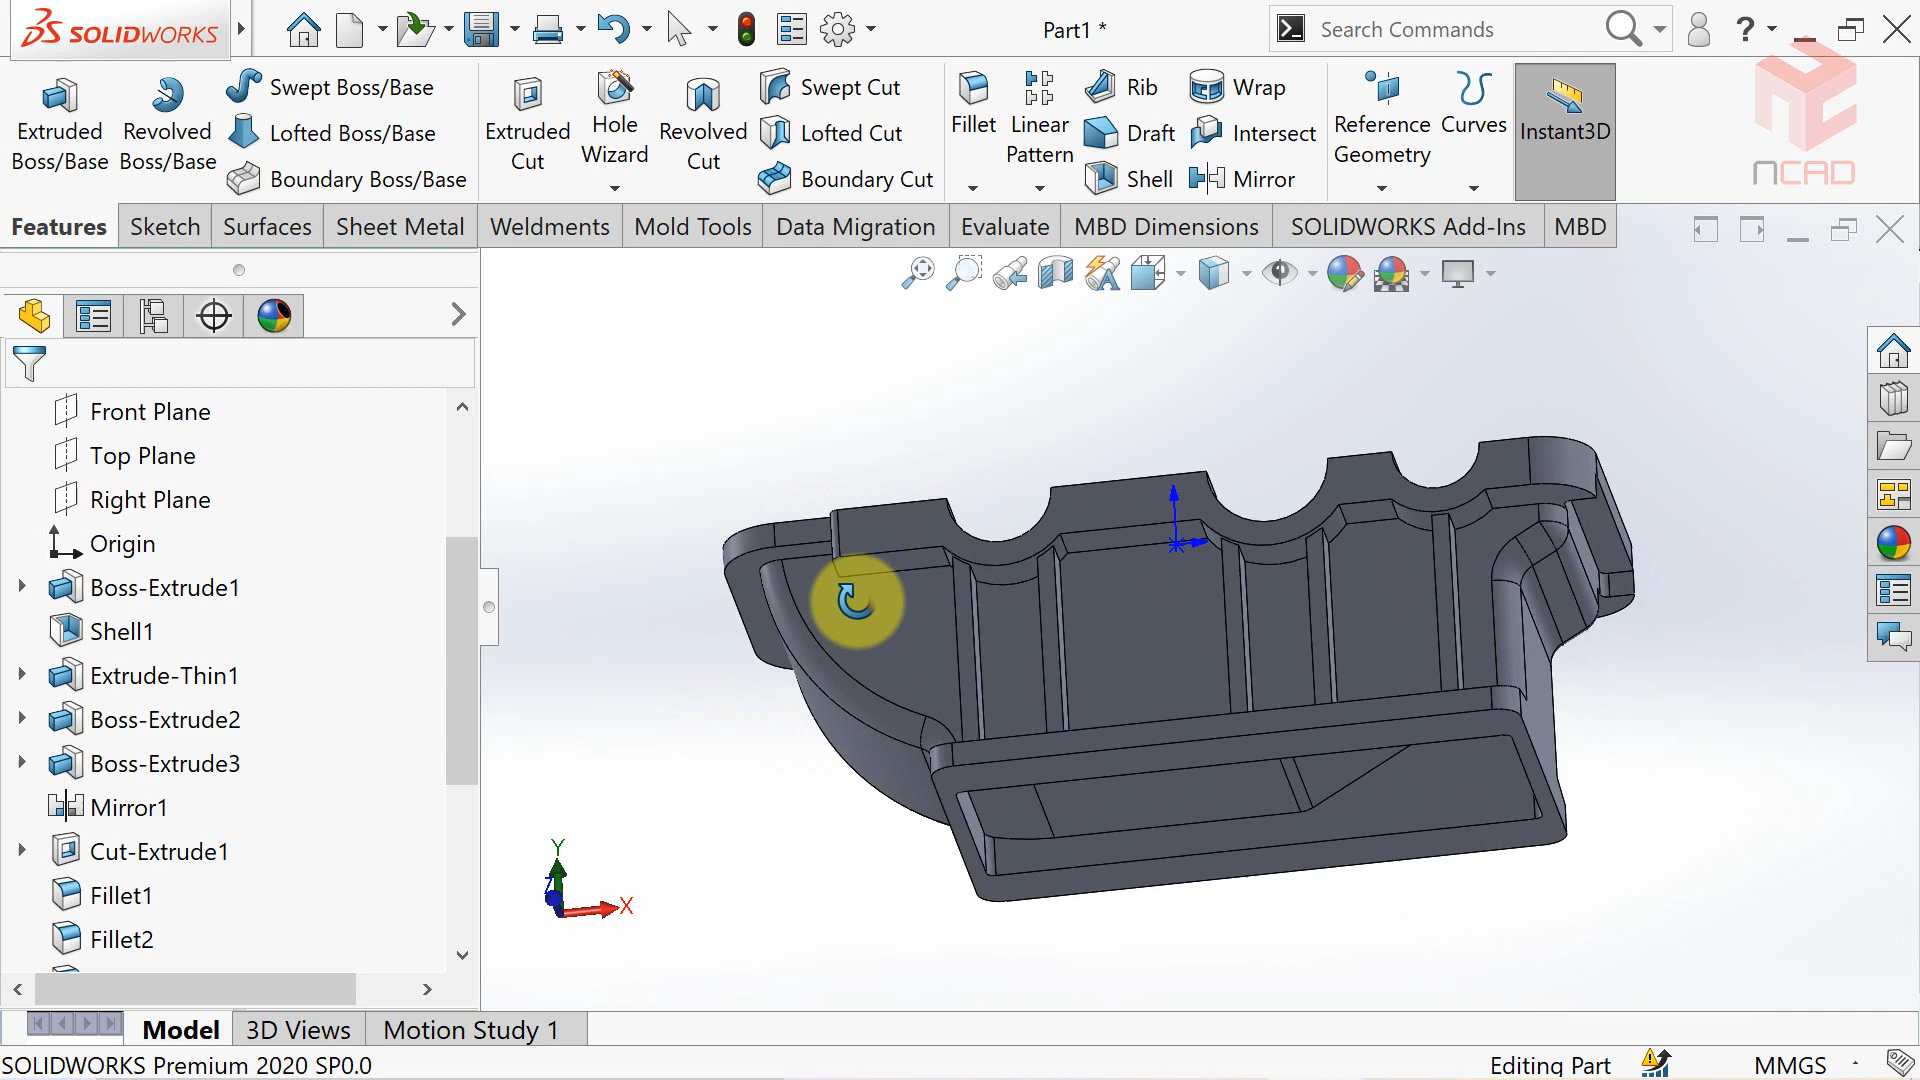 SOLIDWORKS
Part1 *
Search Commands
?
Extruded Boss/Base
Revolved Boss/Base
Swept Boss/Base
Lofted Boss/Base
Boundary Boss/Base
Extruded Cut
Hole Wizard
Revolved Cut
Swept Cut
Lofted Cut
Boundary Cut
Fillet
Linear Pattern
Rib
Draft
Shell
Wrap
Intersect
Mirror
Reference Geometry
Curves
Instant3D
NCAD
Features
Sketch
Surfaces
Sheet Metal
Weldments
Mold Tools
Data Migration
Evaluate
MBD Dimensions
SOLIDWORKS Add-Ins
MBD
Front Plane
Top Plane
Right Plane
Origin
Boss-Extrude1
Shell1
Extrude-Thin1
Boss-Extrude2
Boss-Extrude3
Mirror1
Cut-Extrude1
Fillet1
Fillet2
Y
Z
X
Model
3D Views
Motion Study 1
SOLIDWORKS Premium 2020 SP0.0
Editing Part
MMGS